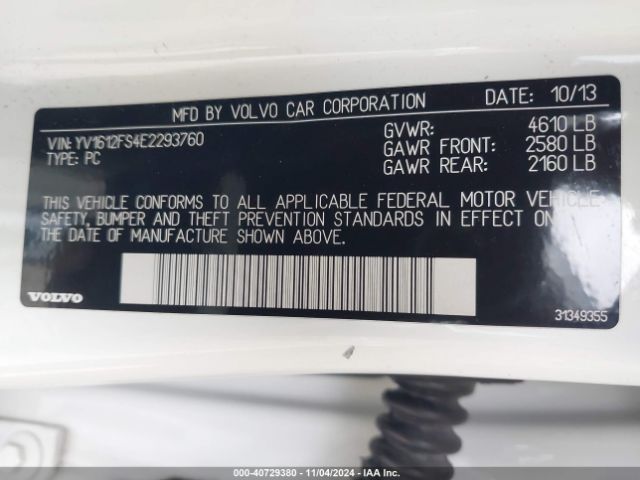 MFD BY VOLVO CAR CORPORATION DATE: 10/13
VIN: YV1612FS4E2293760 GVWR: 4610 LB
TYPE: PC GAWR FRONT: 2580 LB
GAWR REAR: 2160 LB
THIS VEHICLE CONFORMS TO ALL APPLICABLE FEDERAL MOTOR VEHICLE
SAFETY, BUMPER AND THEFT PREVENTION STANDARDS IN EFFECT ON
THE DATE OF MANUFACTURE SHOWN ABOVE.
VOLVO 31349355
000-40729380 - 11/04/2024 - IAA Inc.